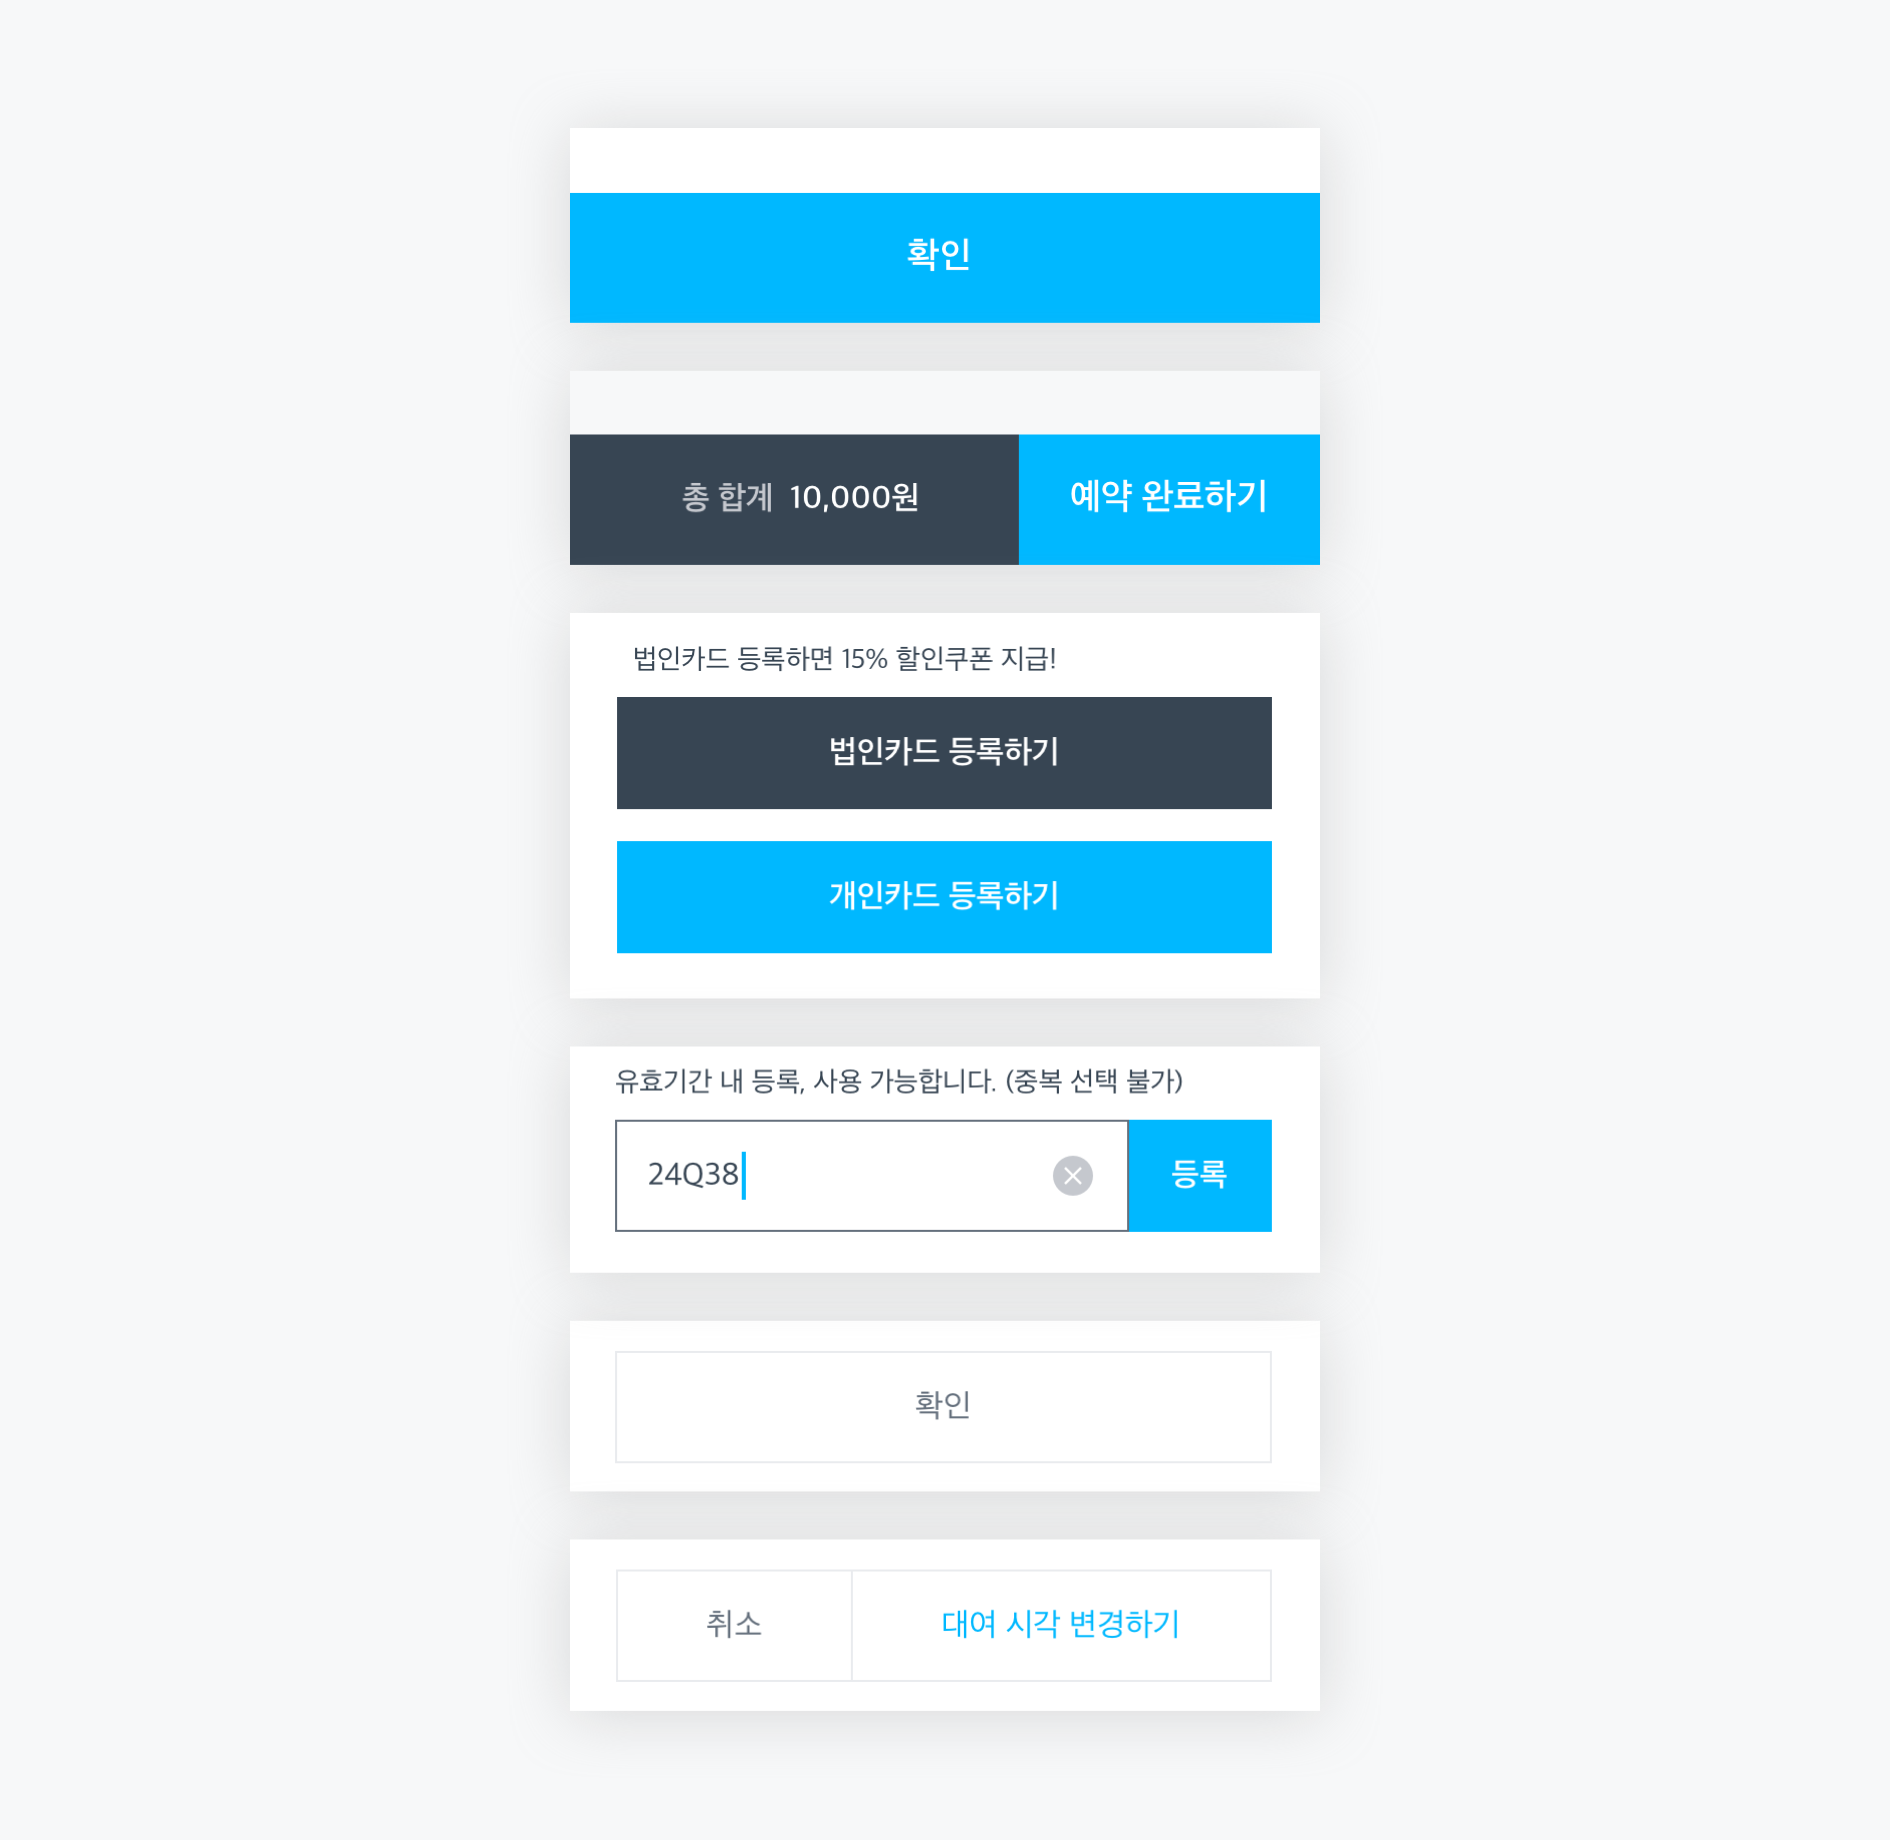 확인
총 합계 10,000원 예약 완료하기
법인카드 등록하면 15% 할인쿠폰 지급!
법인카드 등록하기
개인카드 등록하기
유효기간 내 등록, 사용 가능합니다. (중복 선택 불가)
24Q38 등록
확인
취소 대여 시각 변경하기